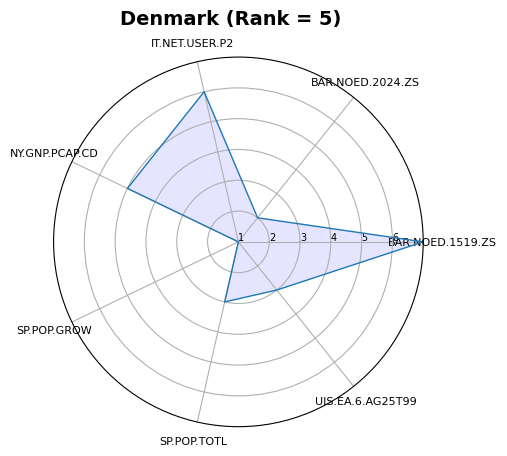 Denmark (Rank = 5)
IT.NET.USER.P2
BAR.NOED.2024.ZS
NY.GNP.PCAP.CD
1 2 3 4 5 6
BAR.NOED.1519.ZS
SP.POP.GROW
UIS.EA.6.AG25T99
SP.POP.TOTL